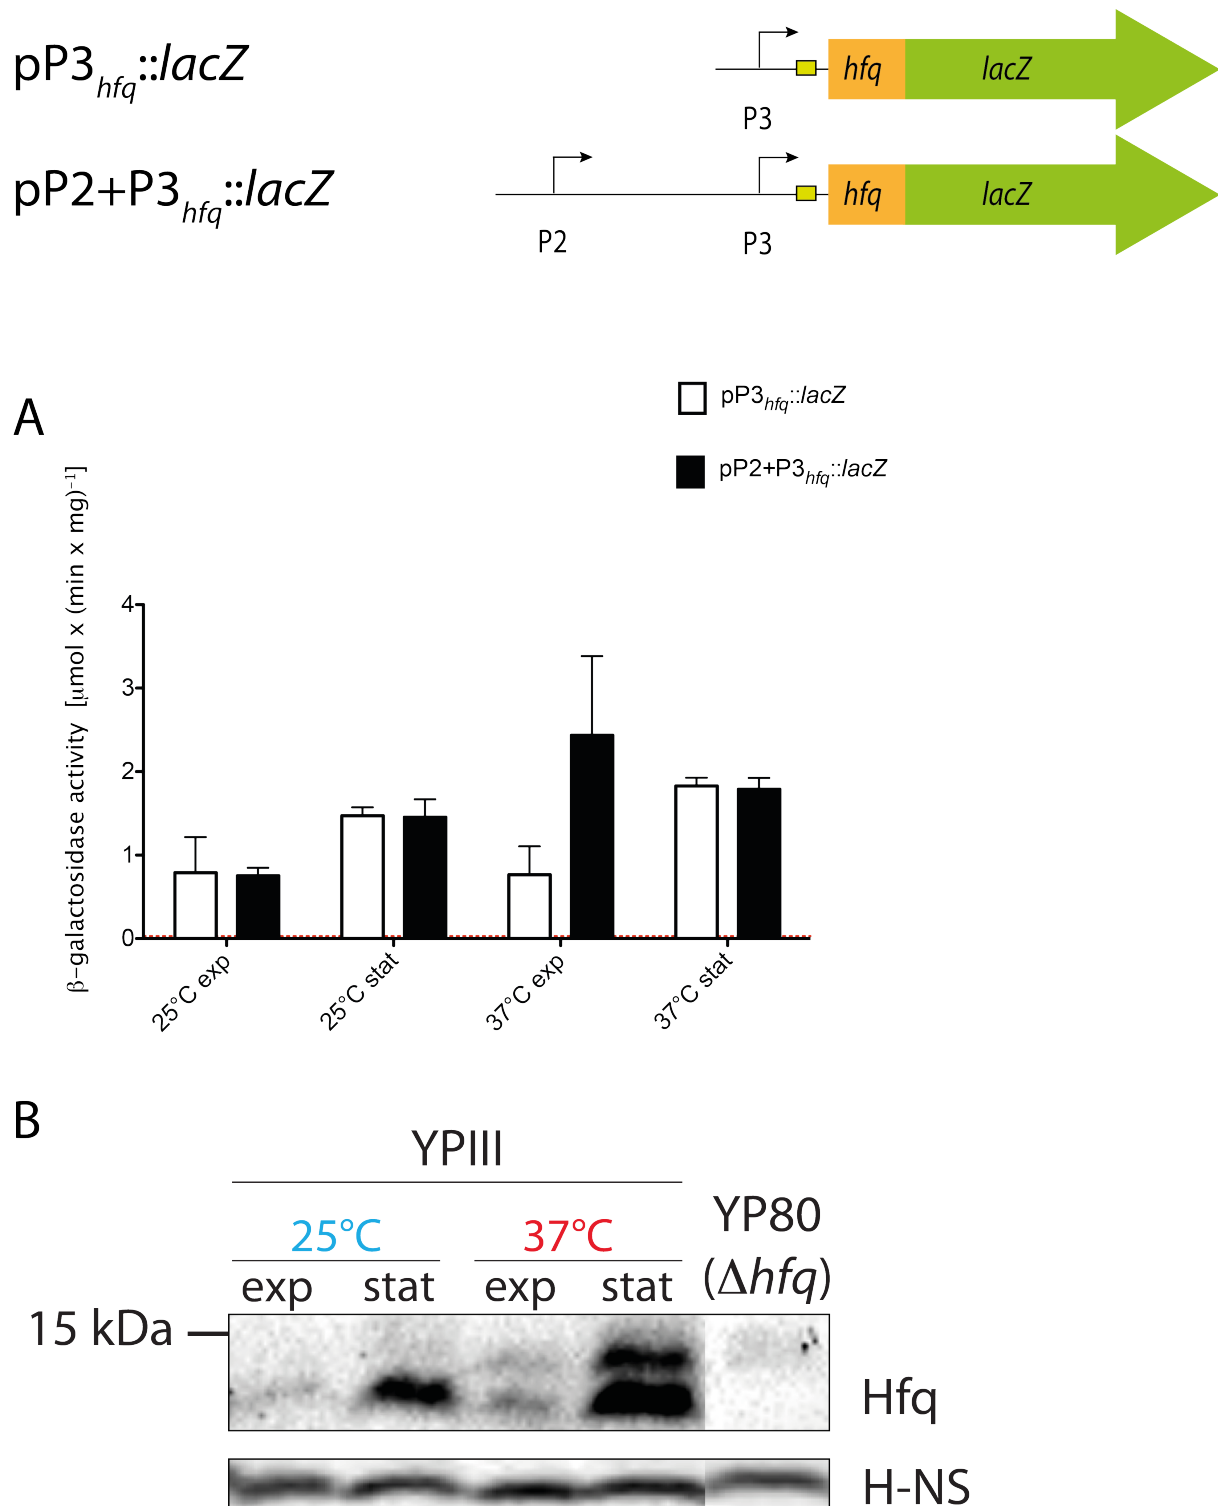 pP3hfq::lacZ
hfq lacZ
P3
pP2+P3hfq::lacZ
hfq lacZ
P2 P3
A
pP3hfq::lacZ
pP2+P3hfq::lacZ
β-galactosidase activity [μmol x (min x mg)⁻¹]
4
3
2
1
0
25°C exp
25°C stat
37°C exp
37°C stat
B
YPIII
YP80
25°C 37°C
(Δhfq)
exp stat exp stat
15 kDa
Hfq
H-NS